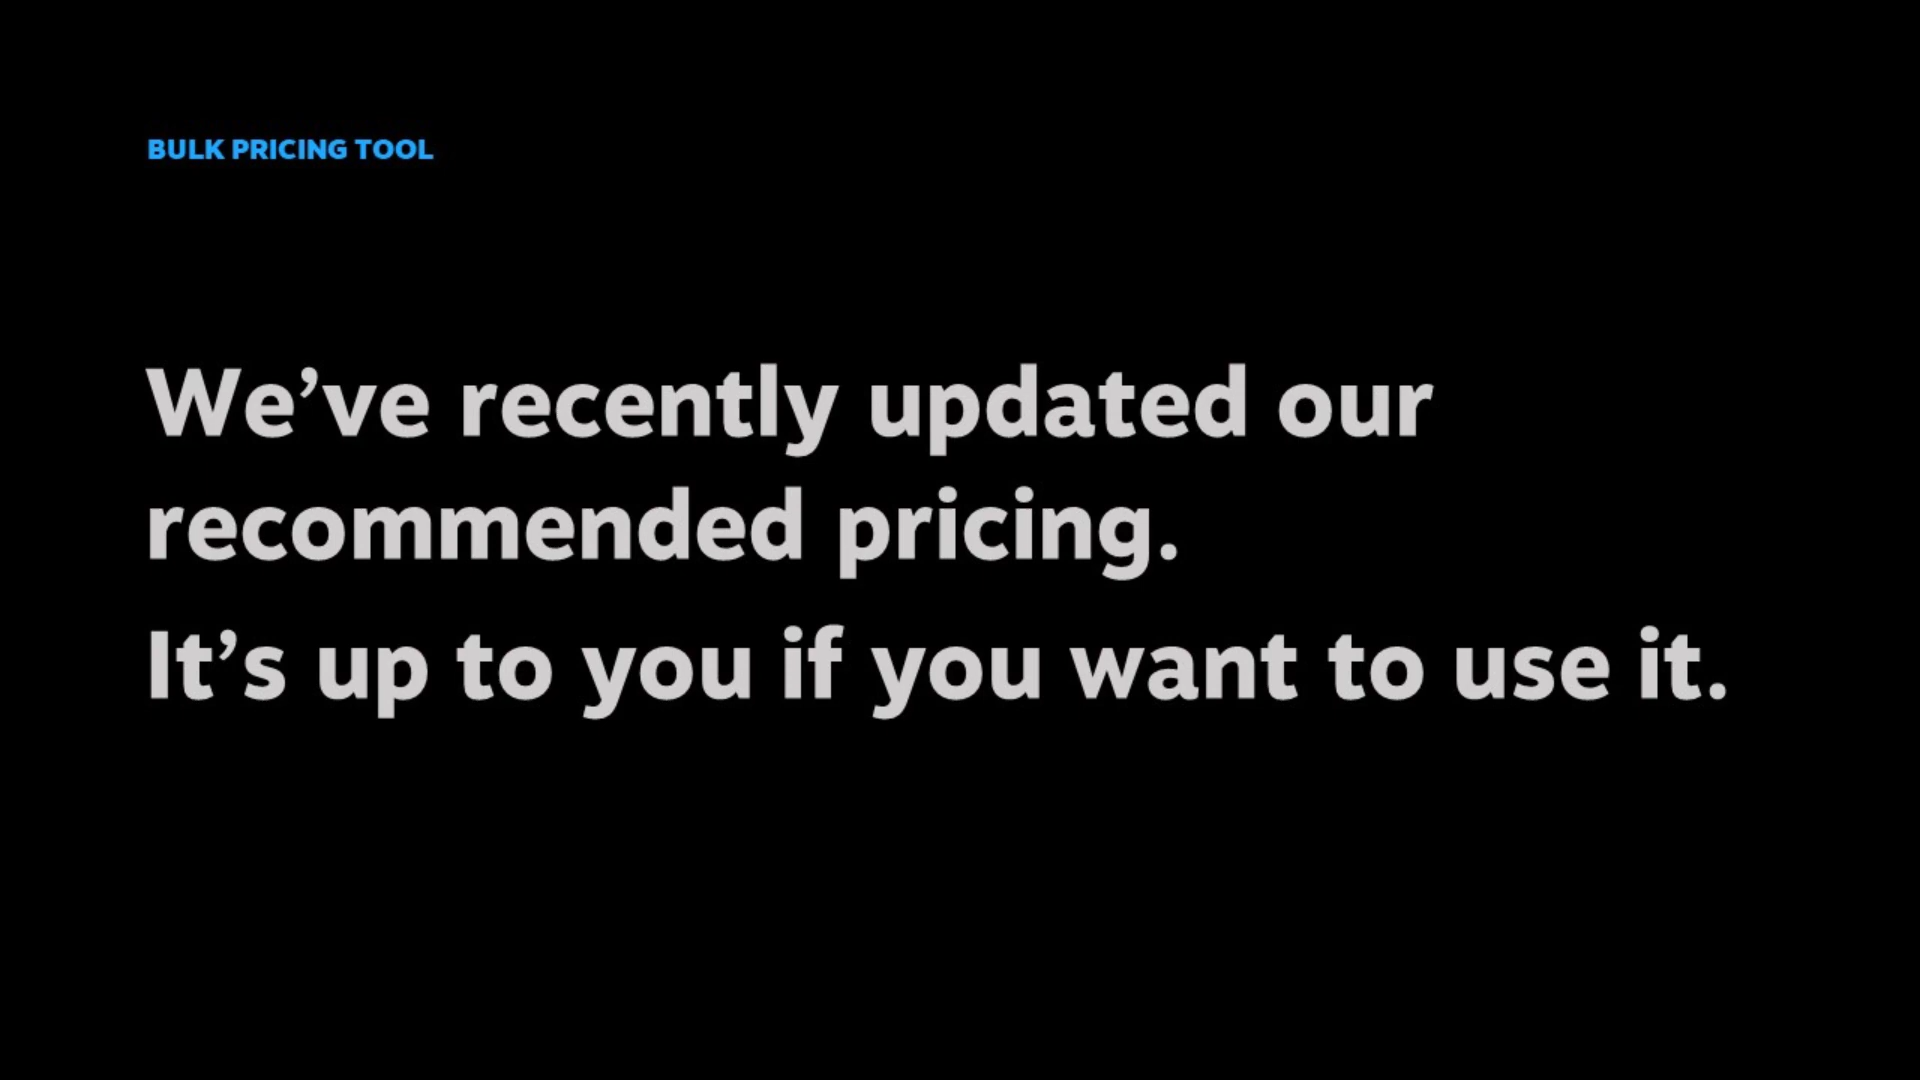 BULK PRICING TOOL
We’ve recently updated our
recommended pricing.
It’s up to you if you want to use it.